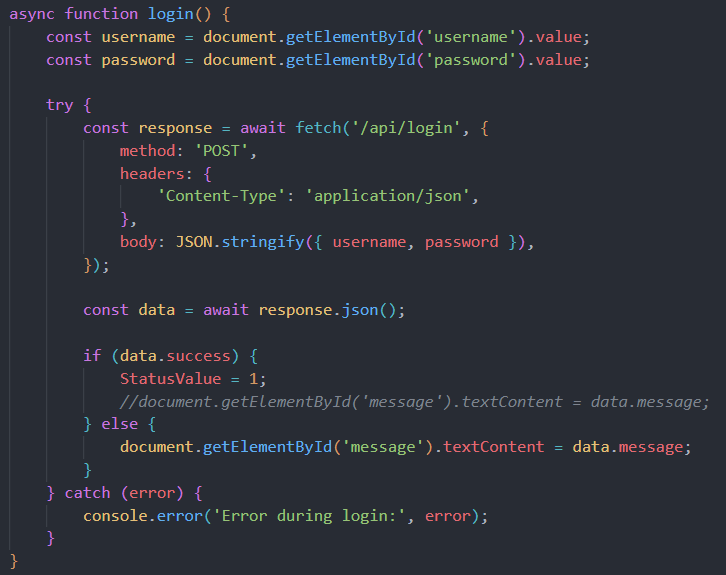 async function login() {
    const username = document.getElementById('username').value;
    const password = document.getElementById('password').value;

    try {
        const response = await fetch('/api/login', {
            method: 'POST',
            headers: {
                'Content-Type': 'application/json',
            },
            body: JSON.stringify({ username, password }),
        });

        const data = await response.json();

        if (data.success) {
            StatusValue = 1;
            //document.getElementById('message').textContent = data.message;
        } else {
            document.getElementById('message').textContent = data.message;
        }
    } catch (error) {
        console.error('Error during login:', error);
    }
}